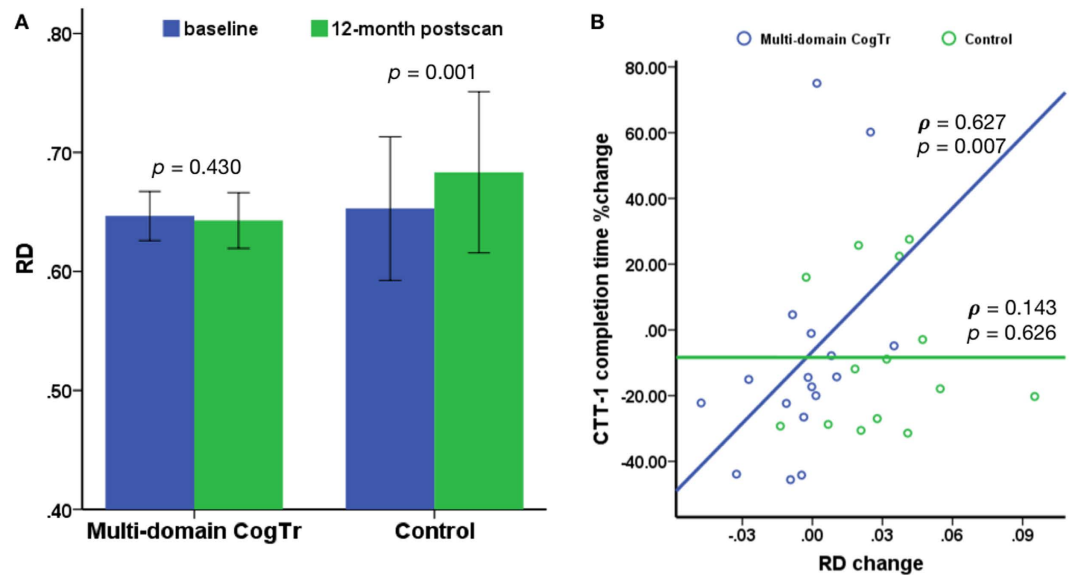 A
baseline
12-month postscan
p = 0.001
p = 0.430
.80
.70
.60
.50
.40
RD
Multi-domain CogTr
Control
B
Multi-domain CogTr
Control
80.00
60.00
40.00
20.00
.00
-20.00
-40.00
CTT-1 completion time %change
ρ = 0.627
p = 0.007
ρ = 0.143
p = 0.626
-.03
.00
.03
.06
.09
RD change